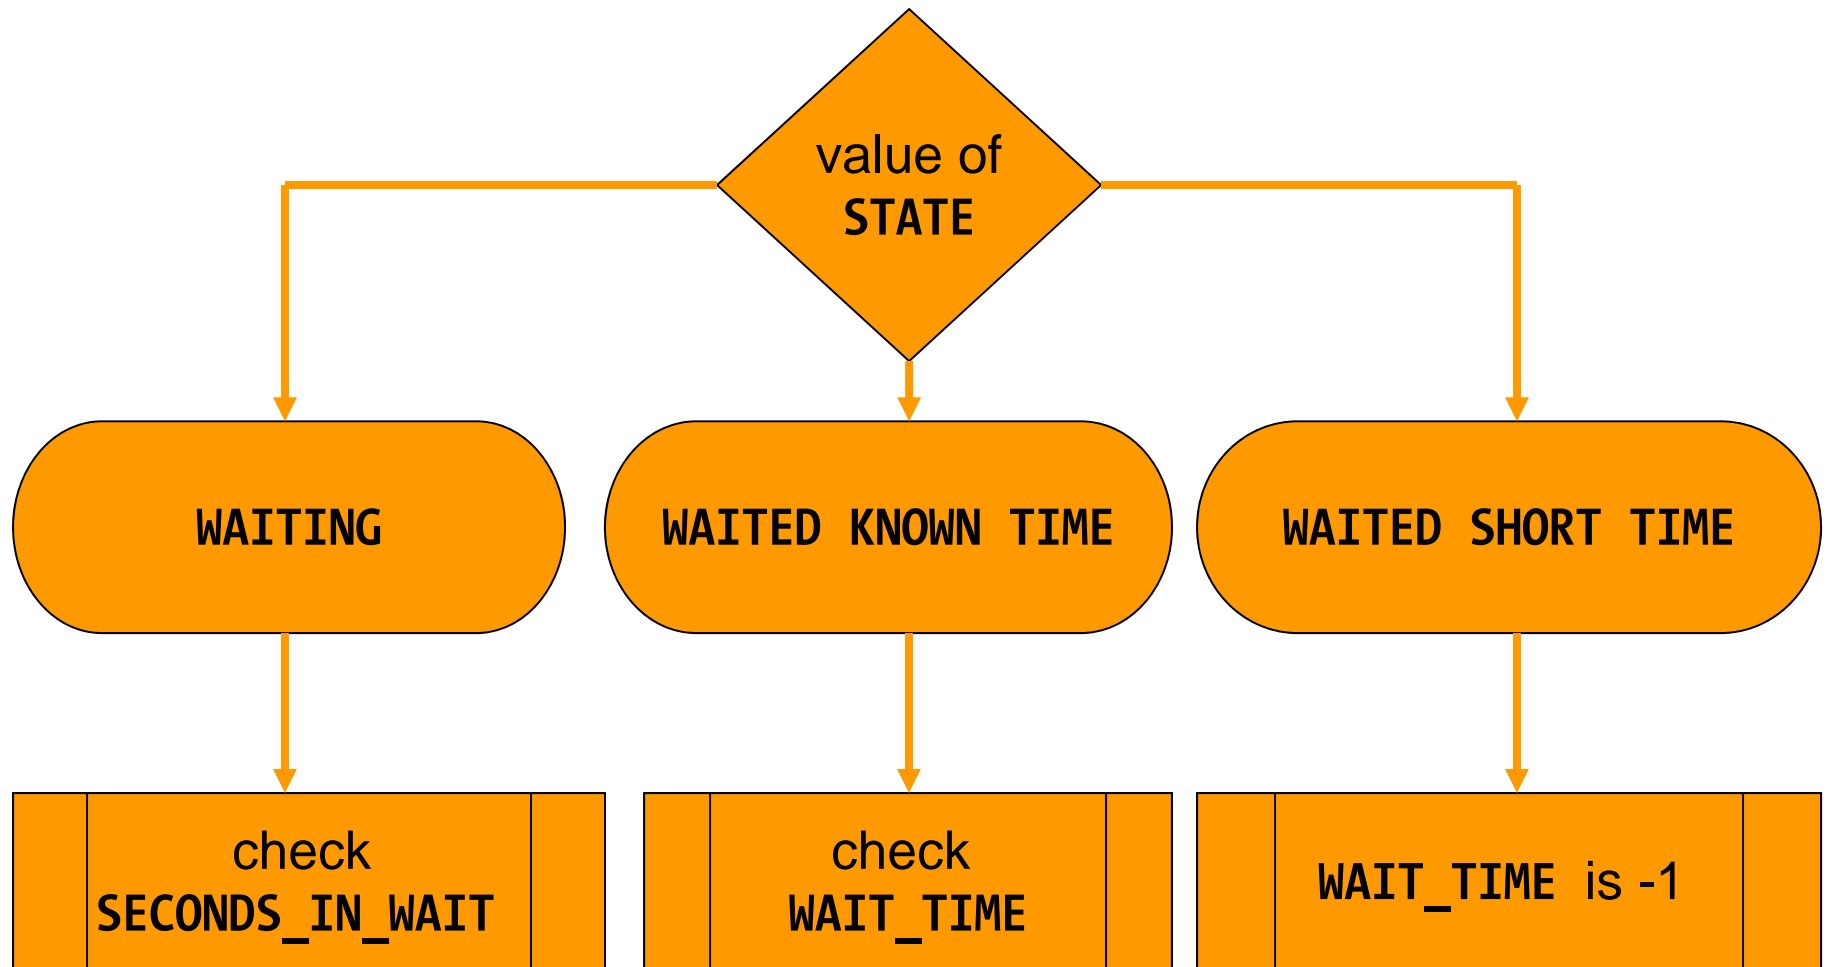 value of
STATE
WAITING
WAITED KNOWN TIME
WAITED SHORT TIME
check
SECONDS_IN_WAIT
check
WAIT_TIME
WAIT_TIME is -1